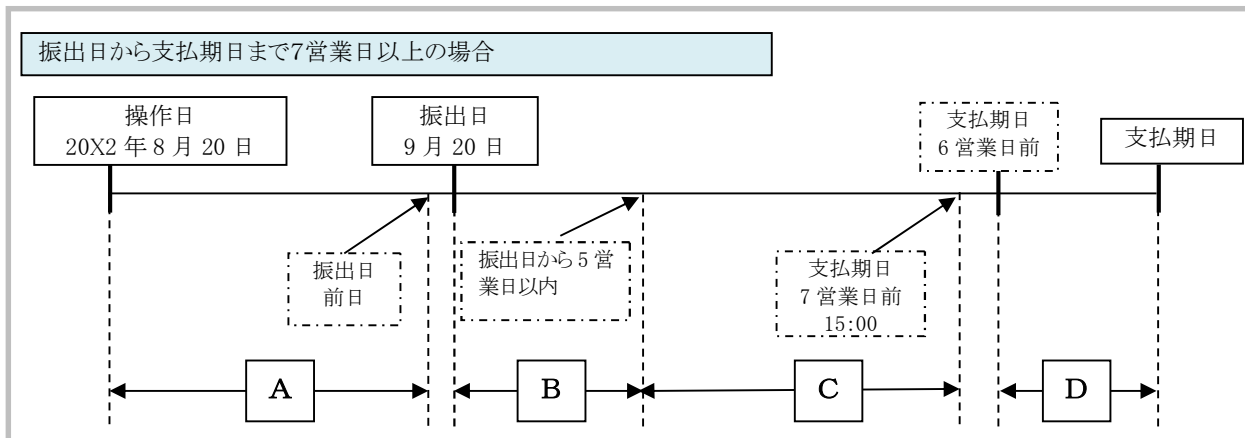 振出日から支払期日まで7営業日以上の場合
操作日
20X2年8月20日
振出日
9月20日
支払期日
6営業日前
支払期日
振出日
前日
振出日から5営
業日以内
支払期日
7営業日前
15:00
A
B
C
D